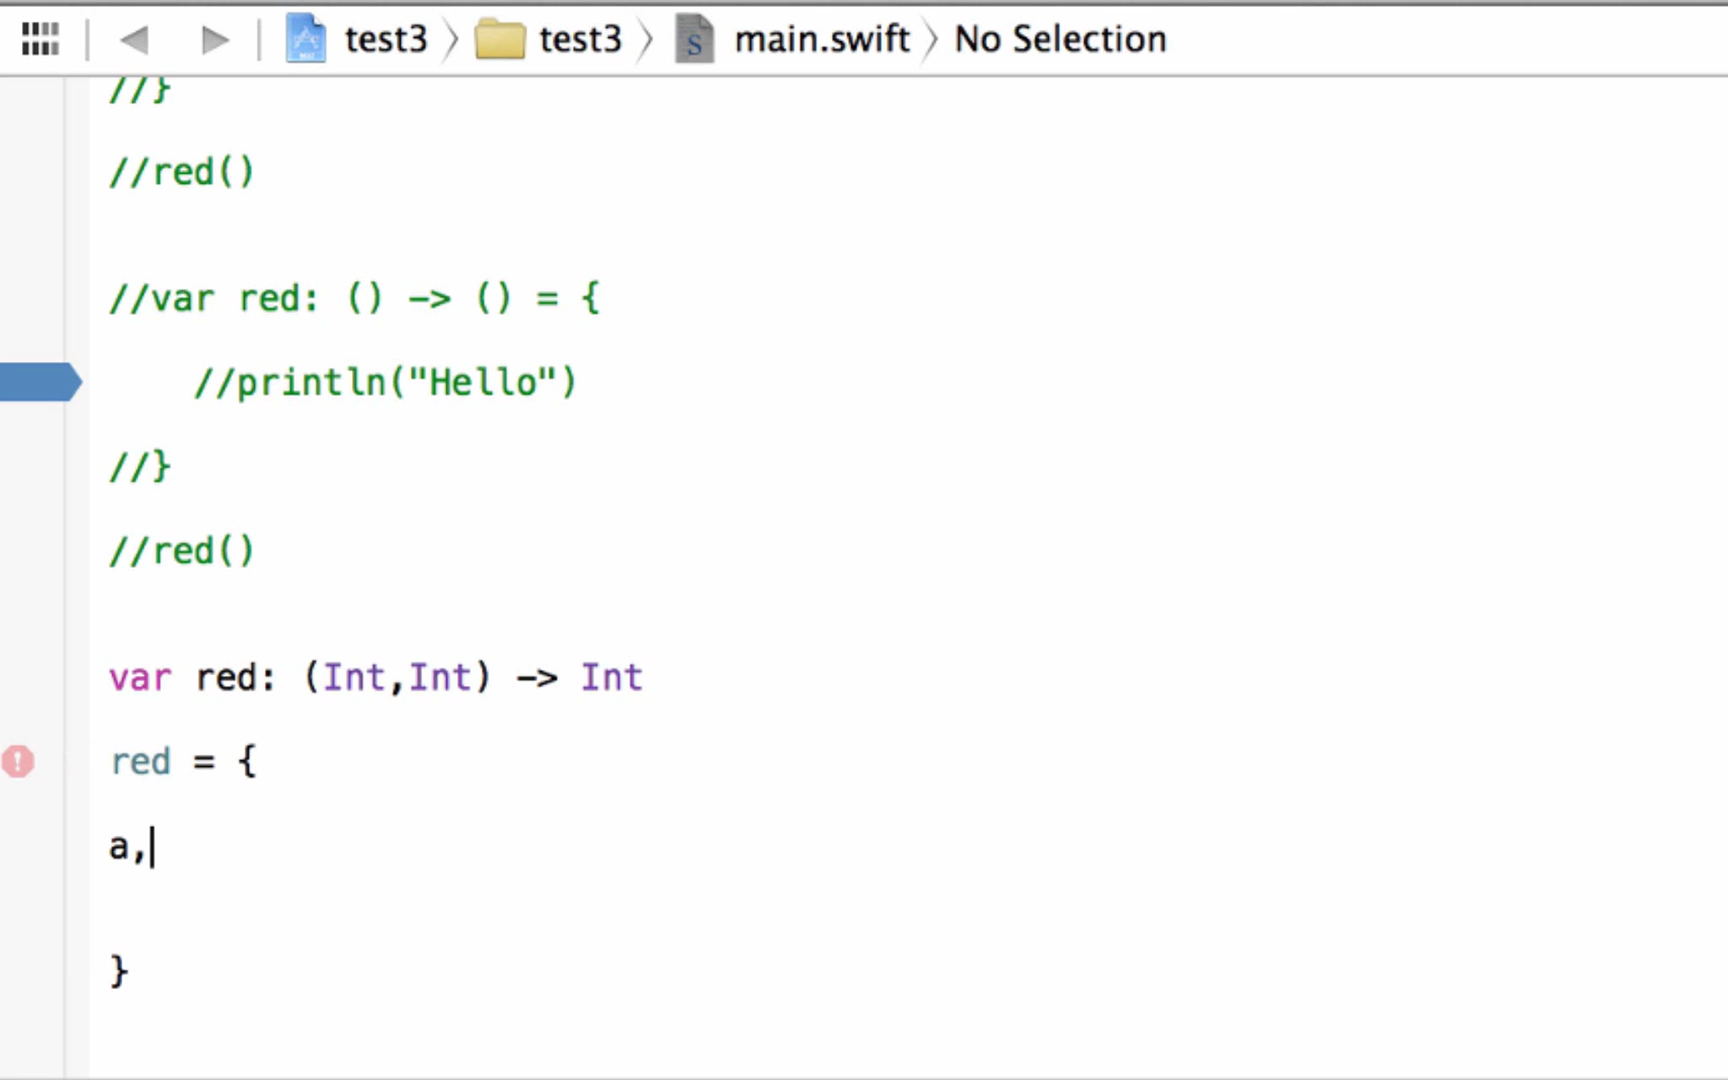 test3 test3 main.swift No Selection
//}
//red()
//var red: () -> () = {
//println("Hello")
//}
//red()
var red: (Int,Int) -> Int
red = {
a,
}